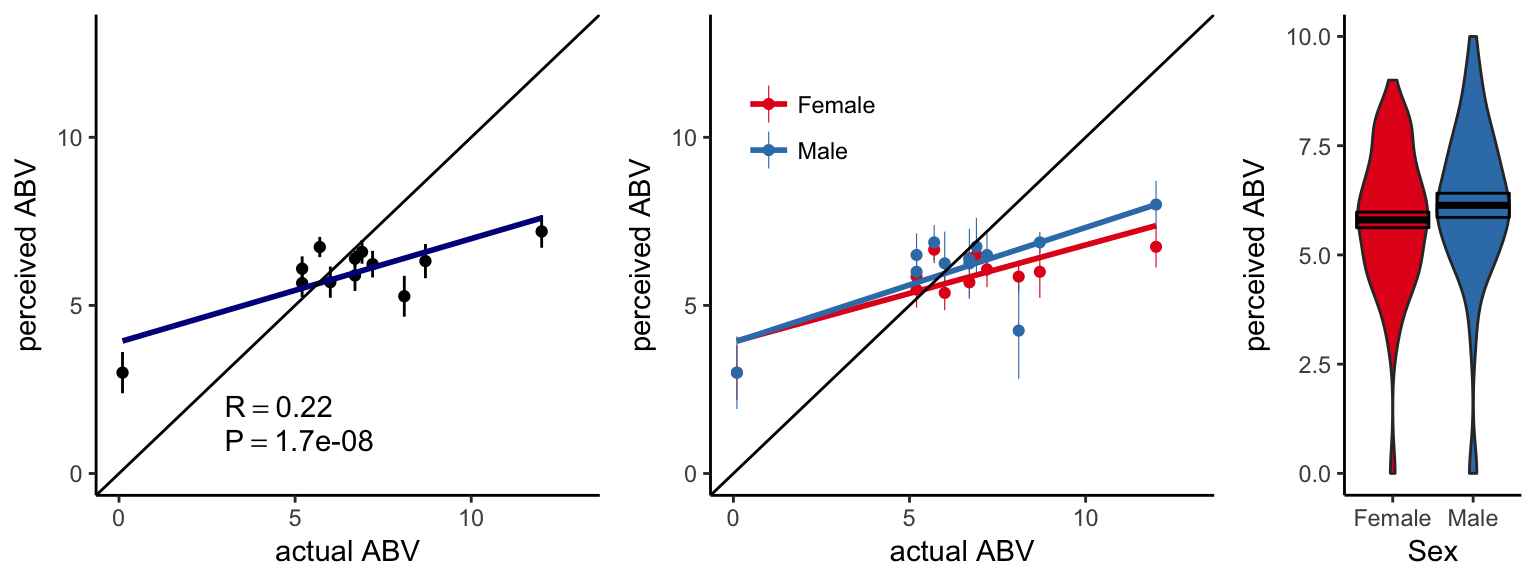 perceived ABV
10
5
0
R = 0.22
P = 1.7e-08
0 5 10
actual ABV
perceived ABV
10
5
0
Female
Male
0 5 10
actual ABV
perceived ABV
10.0
7.5
5.0
2.5
0.0
Female Male
Sex